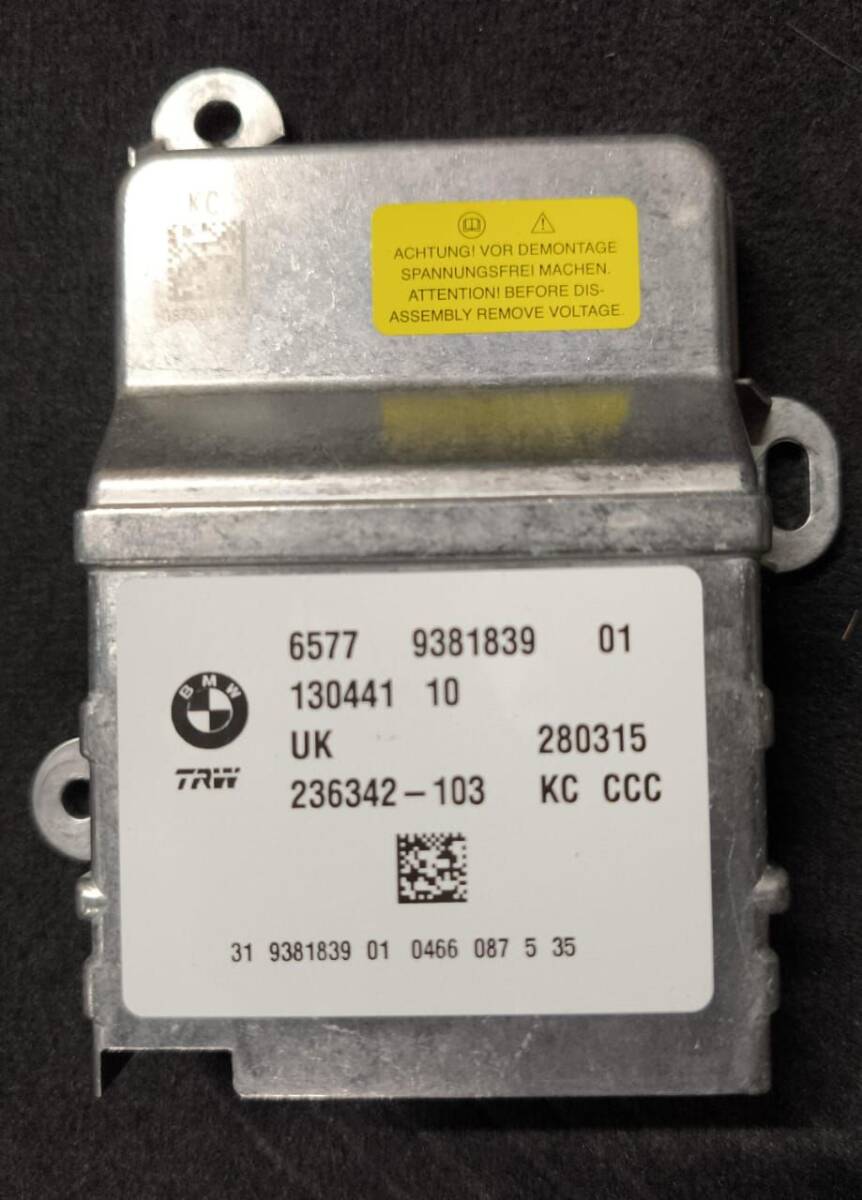 KC
ACHTUNG! VOR DEMONTAGE
SPANNUNGSFREI MACHEN.
ATTENTION! BEFORE DIS-
ASSEMBLY REMOVE VOLTAGE.
6577 9381839 01
130441 10
BMW
UK 280315
TRW
236342-103 KC CCC
31 9381839 01 0466 087 5 35